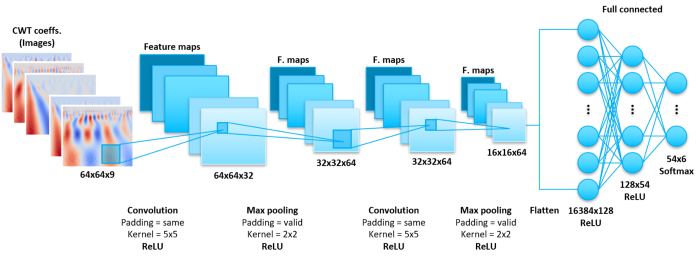 CWT coeffs.
(Images)
Feature maps
F. maps
F. maps
F. maps
Full connected
64x64x9
64x64x32
32x32x64
32x32x64
16x16x64
54x6
Softmax
128x54
ReLU
16384x128
ReLU
Flatten
Convolution
Padding = same
Kernel = 5x5
ReLU
Max pooling
Padding = valid
Kernel = 2x2
ReLU
Convolution
Padding = same
Kernel = 5x5
ReLU
Max pooling
Padding = valid
Kernel = 2x2
ReLU